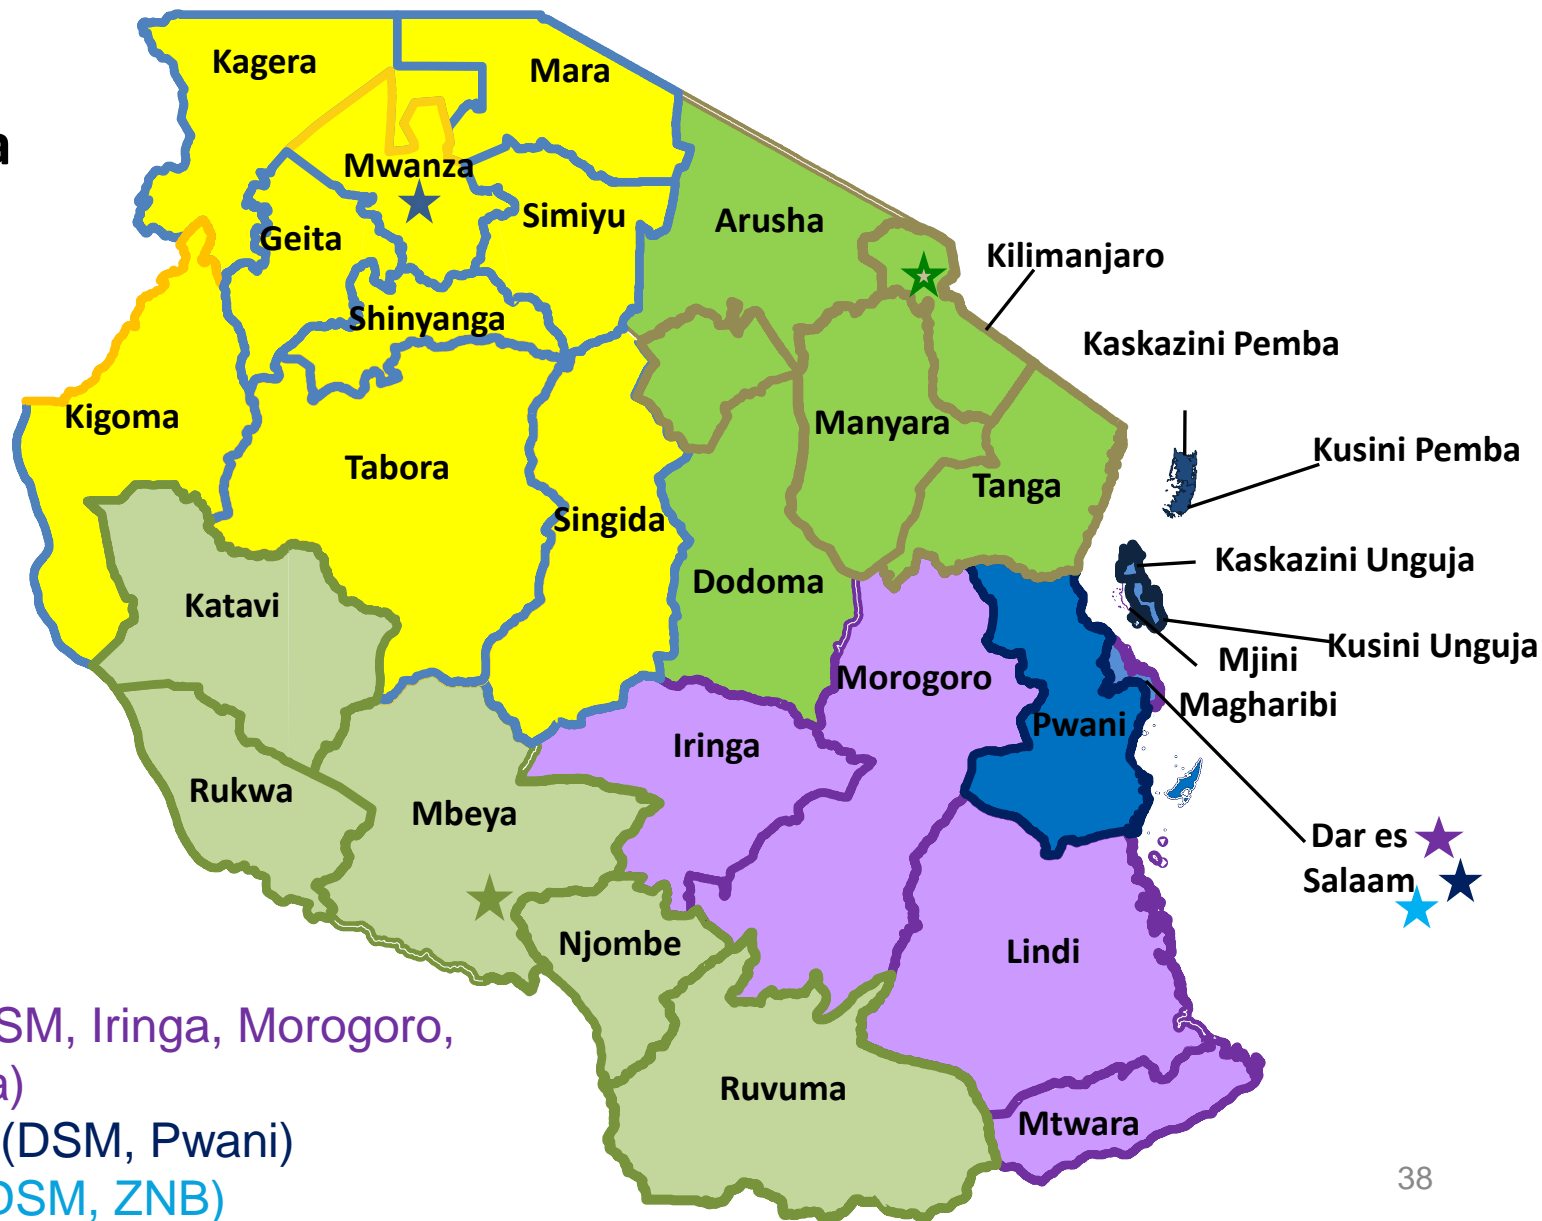 Kagera
Mara
a
Mwanza
Simiyu
Arusha
Geita
Kilimanjaro
Shinyanga
Kaskazini Pemba
Kigoma
Manyara
Kusini Pemba
Tabora
Tanga
Singida
Kaskazini Unguja
Dodoma
Katavi
Kusini Unguja
Mjini
Magharibi
Morogoro
Pwani
Iringa
Rukwa
Mbeya
Dar es
Salaam
Njombe
Lindi
SM, Iringa, Morogoro,
a)
Ruvuma
Mtwara
(DSM, Pwani)
DSM, ZNB)
38